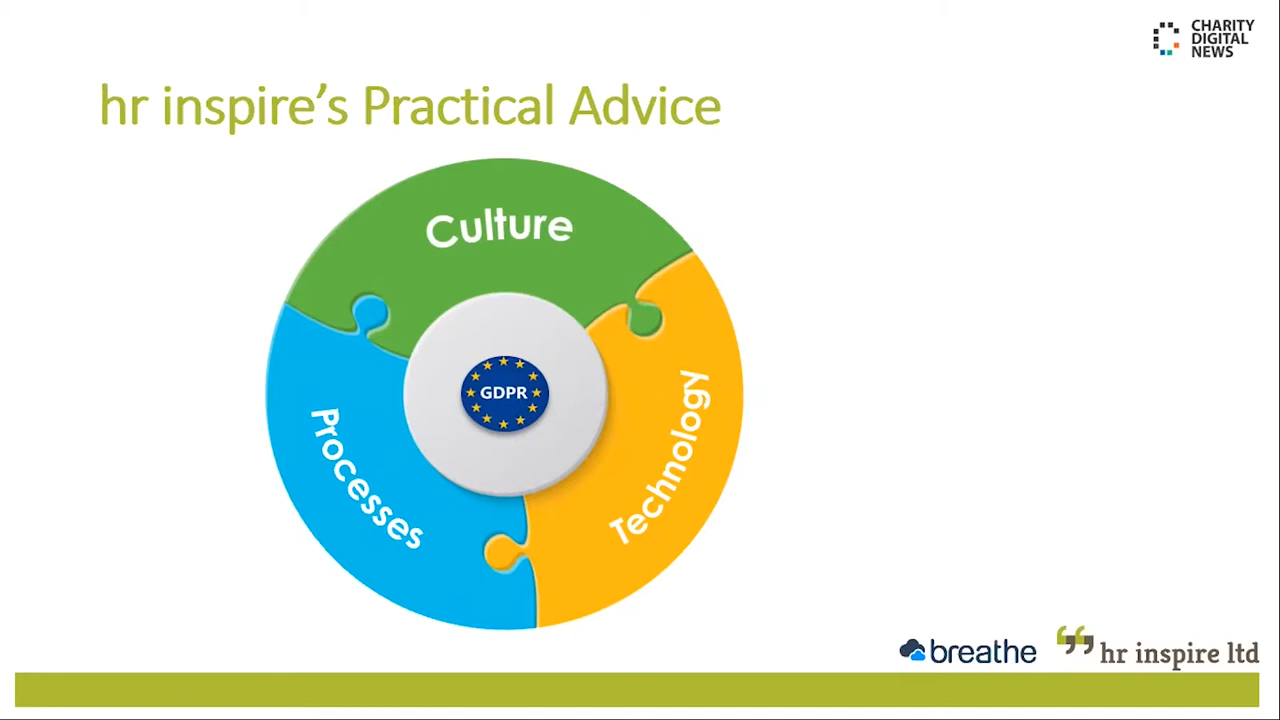 CHARITY
DIGITAL
NEWS
hr inspire’s Practical Advice
Culture
GDPR
Processes
Technology
breathe
hr inspire ltd